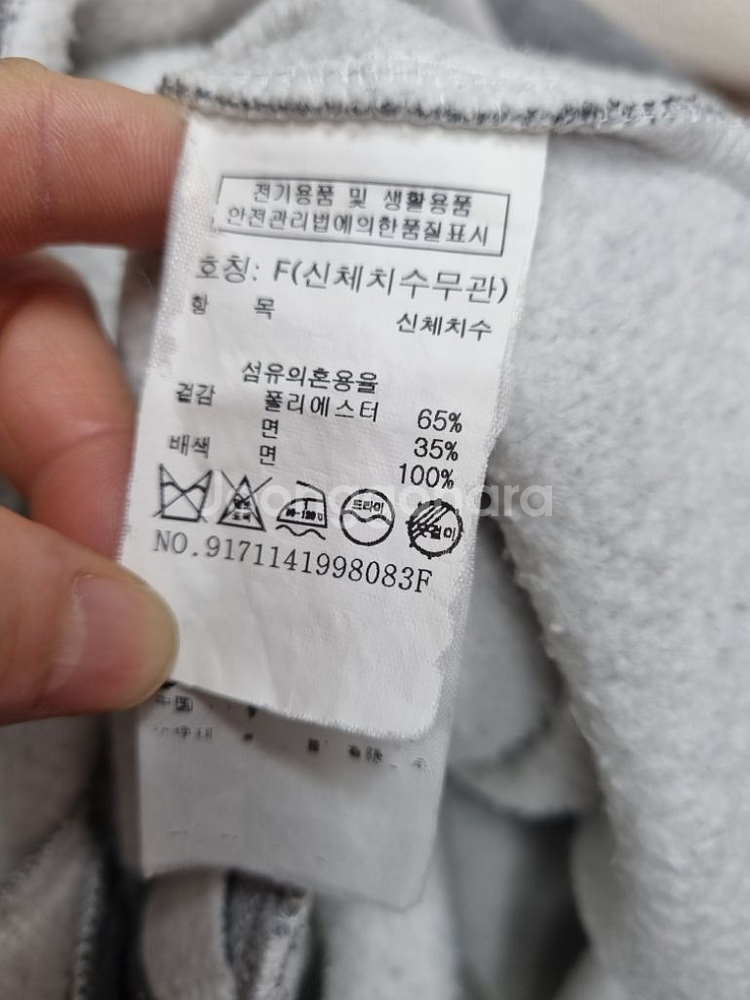 전기용품 및 생활용품
안전관리법에의한품질표시
호칭: F(신체치수무관)
항 목 신체치수
섬유의혼용율
겉감 폴리에스터 65%
면 35%
배색 면 100%
드라이
NO.9171141998083F
中国